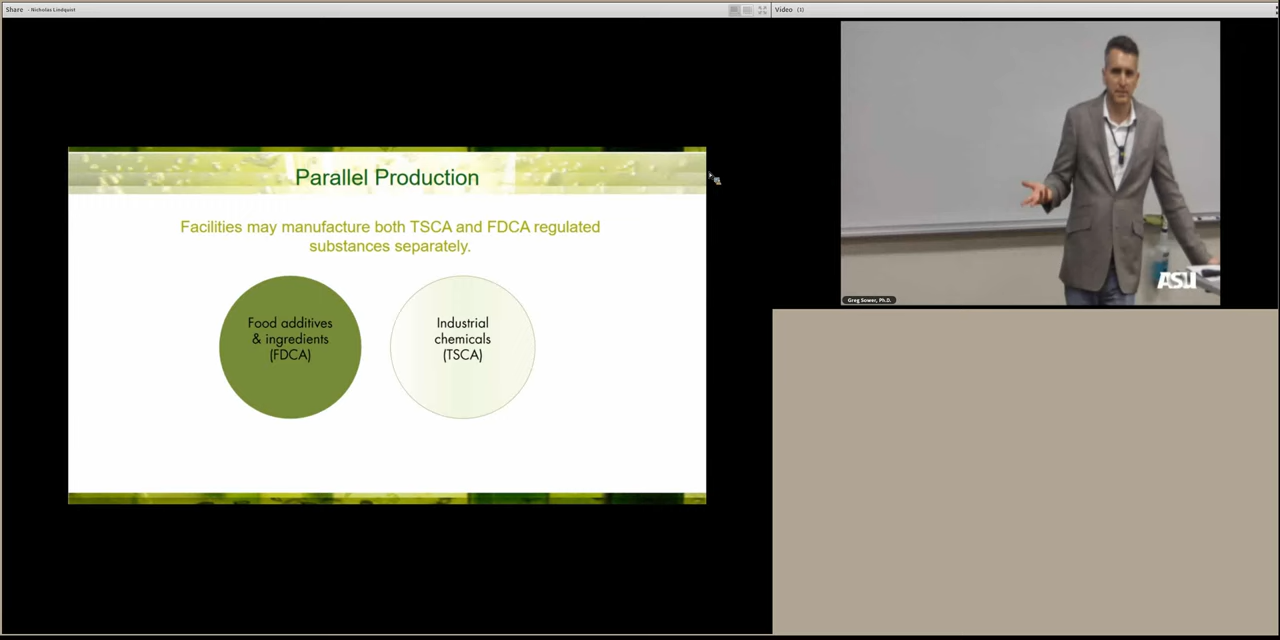 Share - Nicholas Lindquist
Video (1)
Parallel Production
Facilities may manufacture both TSCA and FDCA regulated
substances separately.
Food additives
& ingredients
(FDCA)
Industrial
chemicals
(TSCA)
ASU
Greg Sower, Ph.D.